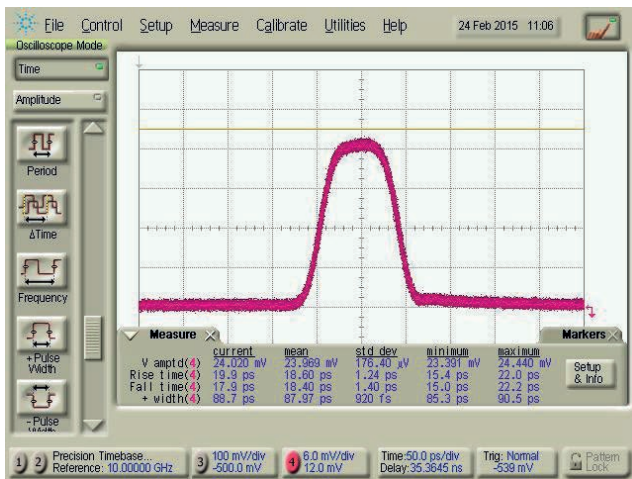 File Control Setup Measure Calibrate Utilities Help 24 Feb 2015 11:06
Oscilloscope Mode
Time
Amplitude
Period
ΔTime
Frequency
+ Pulse
Width
- Pulse
Width
Measure
Markers
current mean std dev minimum maximum
V amptd(4) 24.020 mV 23.969 mV 176.40 µV 23.391 mV 24.440 mV
Rise time(4) 19.9 ps 18.60 ps 1.24 ps 15.4 ps 22.0 ps
Fall time(4) 17.9 ps 18.40 ps 1.40 ps 15.0 ps 22.2 ps
+ width(4) 88.7 ps 87.97 ps 920 fs 85.3 ps 90.5 ps
Setup
& Info
1 2 Precision Timebase...
Reference: 10.00000 GHz
3 100 mV/div
-500.0 mV
4 6.0 mV/div
12.0 mV
Time:50.0 ps/div
Delay:35.3645 ns
Trig: Normal
-539 mV
Pattern
Lock